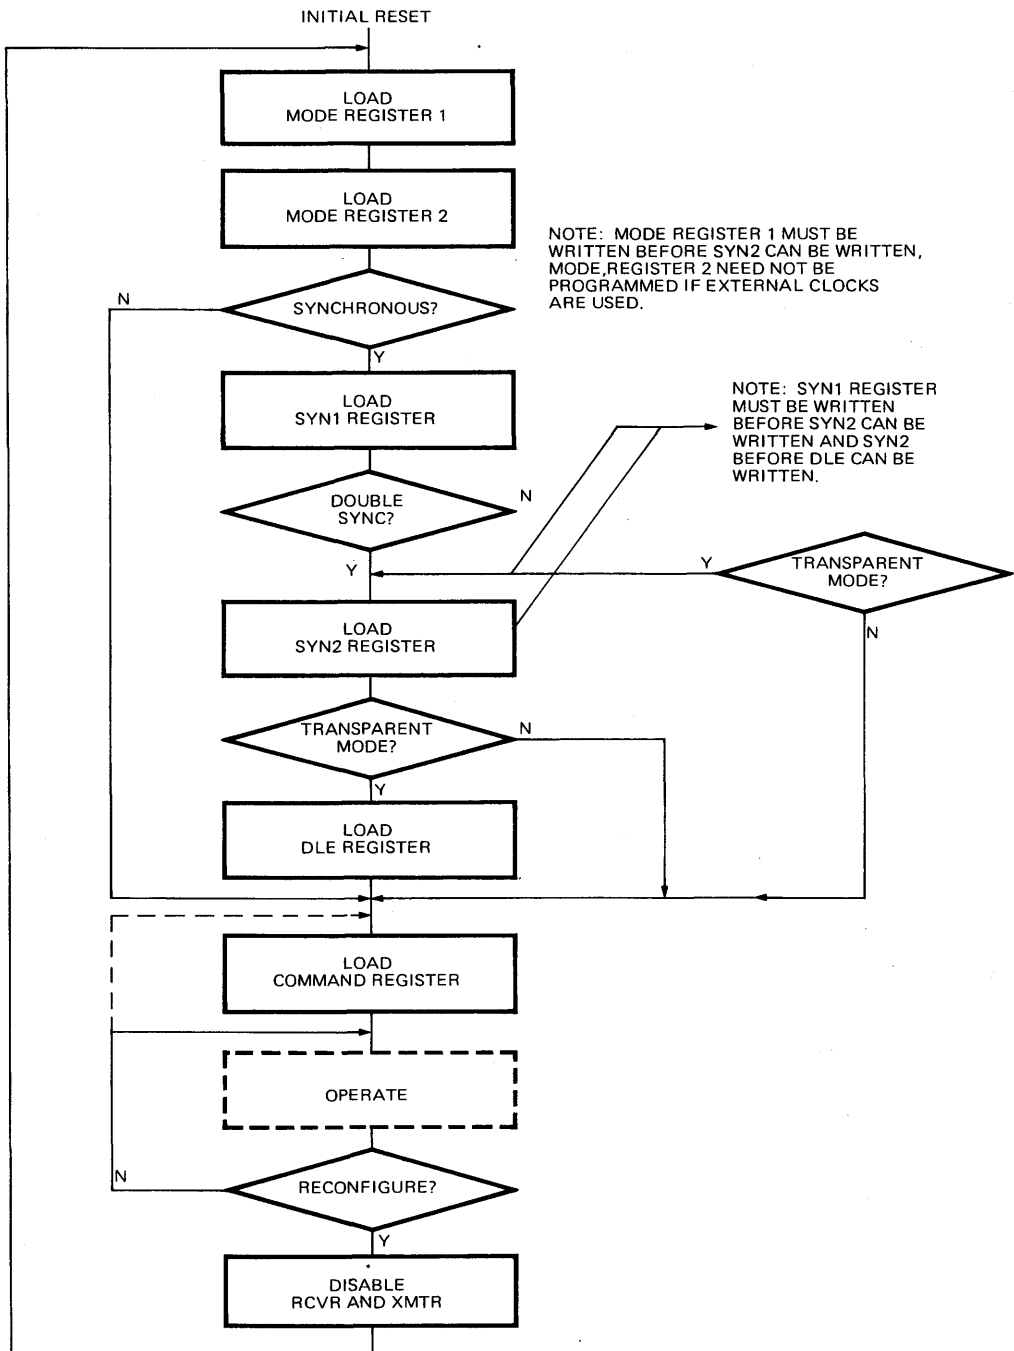 INITIAL RESET
LOAD
MODE REGISTER 1
LOAD
MODE REGISTER 2
NOTE: MODE REGISTER 1 MUST BE
WRITTEN BEFORE SYN2 CAN BE WRITTEN,
MODE,REGISTER 2 NEED NOT BE
PROGRAMMED IF EXTERNAL CLOCKS
ARE USED.
N
SYNCHRONOUS?
Y
LOAD
SYN1 REGISTER
NOTE: SYN1 REGISTER
MUST BE WRITTEN
BEFORE SYN2 CAN BE
WRITTEN AND SYN2
BEFORE DLE CAN BE
WRITTEN.
DOUBLE
SYNC?
N
Y
Y
TRANSPARENT
MODE?
N
LOAD
SYN2 REGISTER
TRANSPARENT
MODE?
N
Y
LOAD
DLE REGISTER
LOAD
COMMAND REGISTER
OPERATE
N
RECONFIGURE?
Y
DISABLE
RCVR AND XMTR